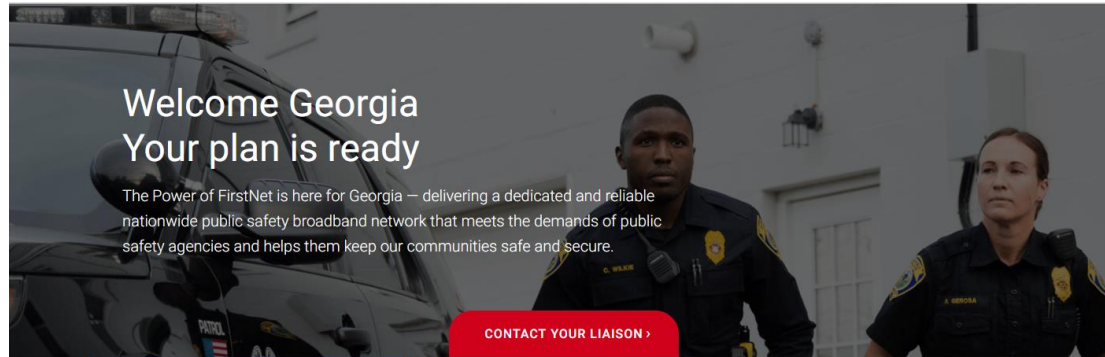 Welcome Georgia
Your plan is ready
The Power of FirstNet is here for Georgia — delivering a dedicated and reliable
nationwide public safety broadband network that meets the demands of public
safety agencies and helps them keep our communities safe and secure.
C. WILKIE
PATROL
CONTACT YOUR LIAISON ›